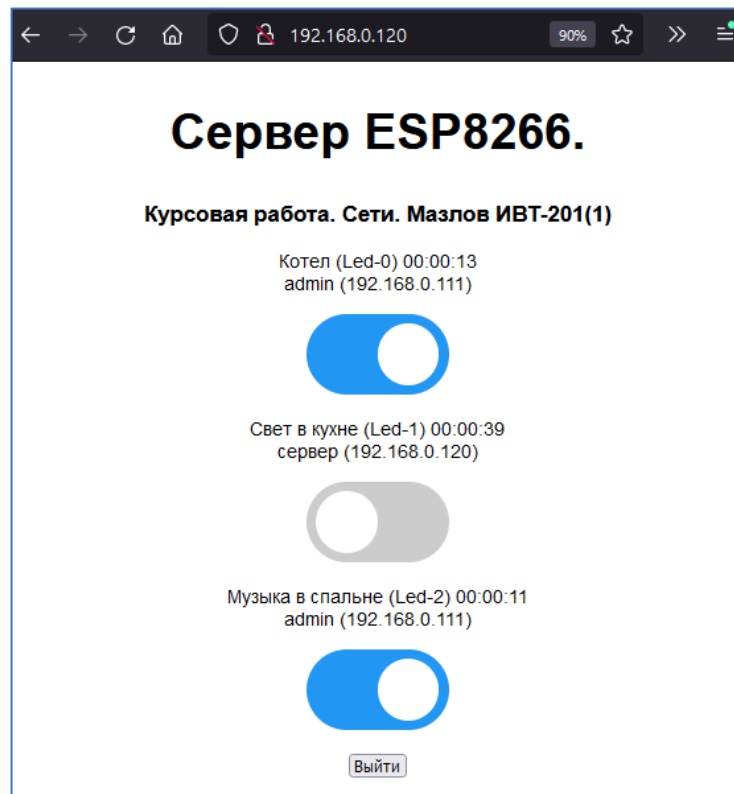 192.168.0.120
90%
Сервер ESP8266.
Курсовая работа. Сети. Мазлов ИВТ-201(1)
Котел (Led-0) 00:00:13
admin (192.168.0.111)
Свет в кухне (Led-1) 00:00:39
сервер (192.168.0.120)
Музыка в спальне (Led-2) 00:00:11
admin (192.168.0.111)
Выйти